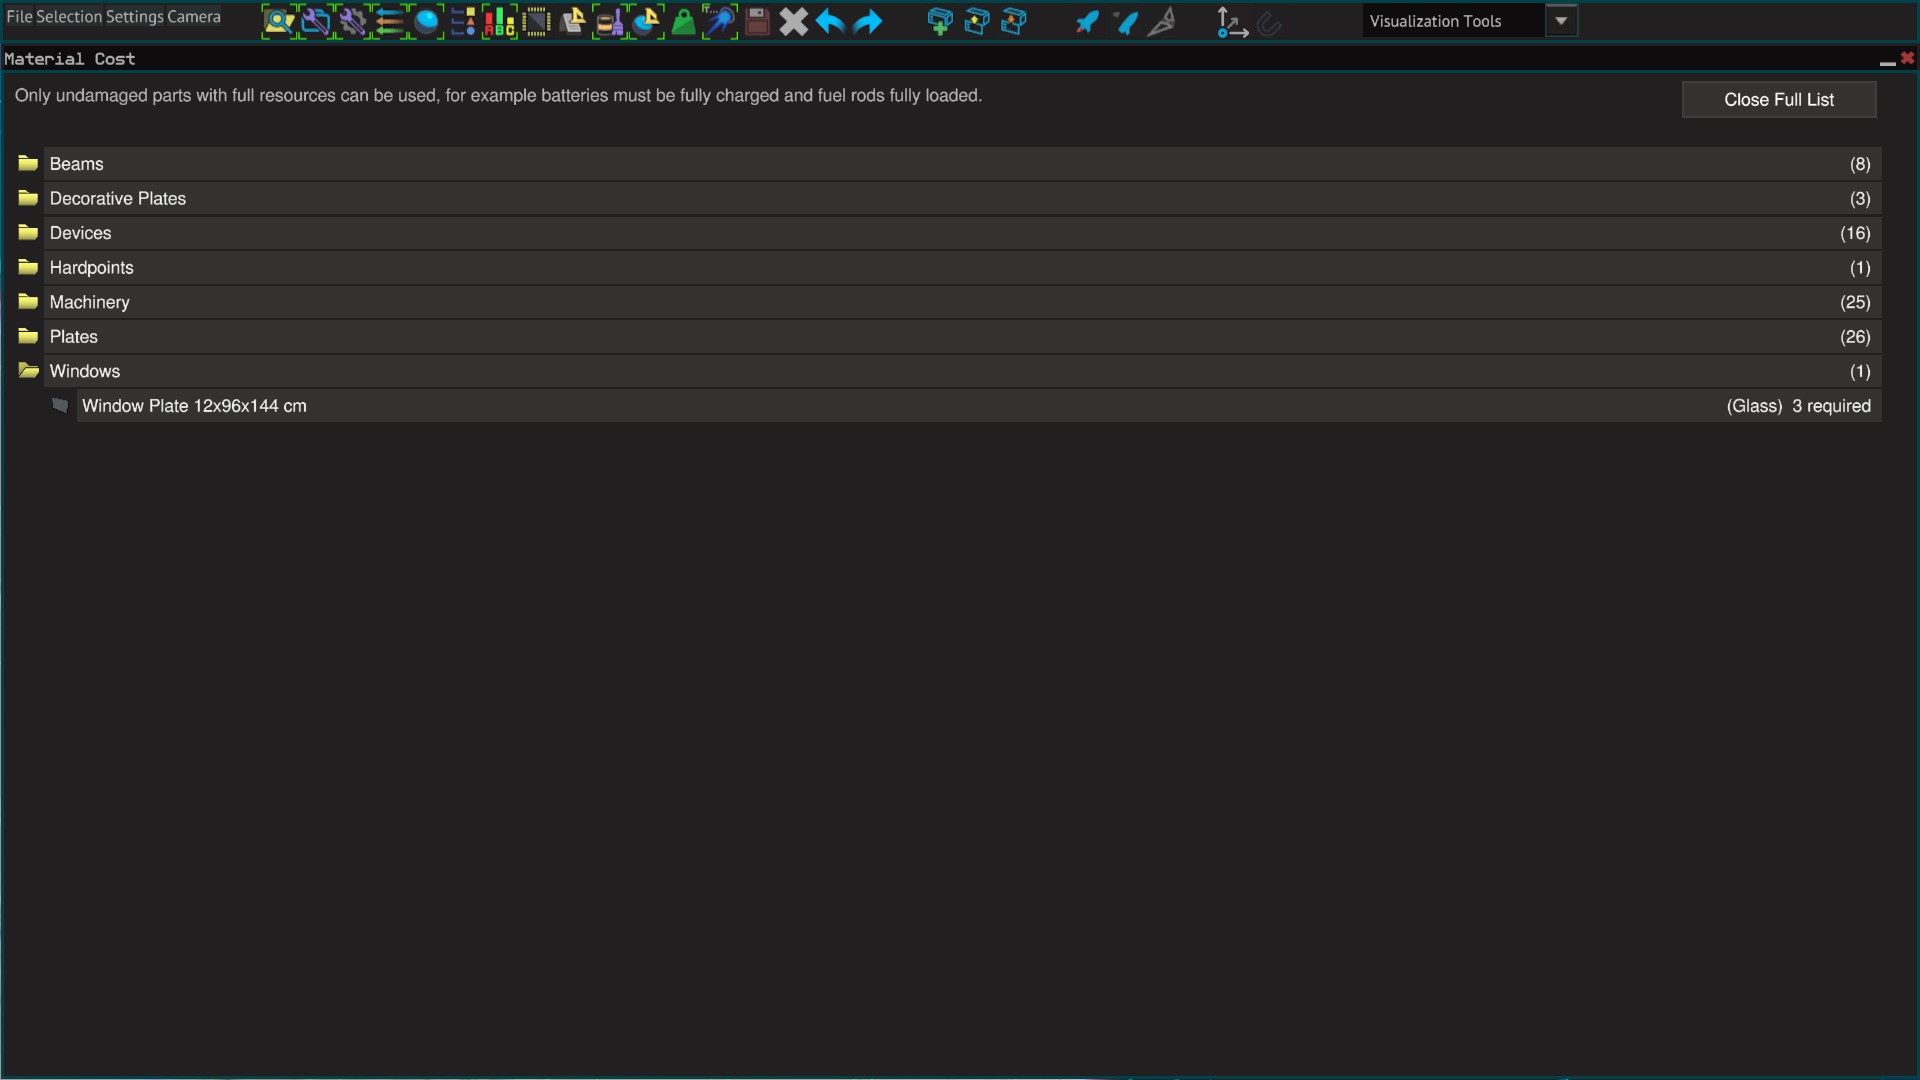 File Selection Settings Camera
ABC
Visualization Tools
Material Cost
Only undamaged parts with full resources can be used, for example batteries must be fully charged and fuel rods fully loaded.
Close Full List
Beams (8)
Decorative Plates (3)
Devices (16)
Hardpoints (1)
Machinery (25)
Plates (26)
Windows (1)
Window Plate 12x96x144 cm (Glass) 3 required